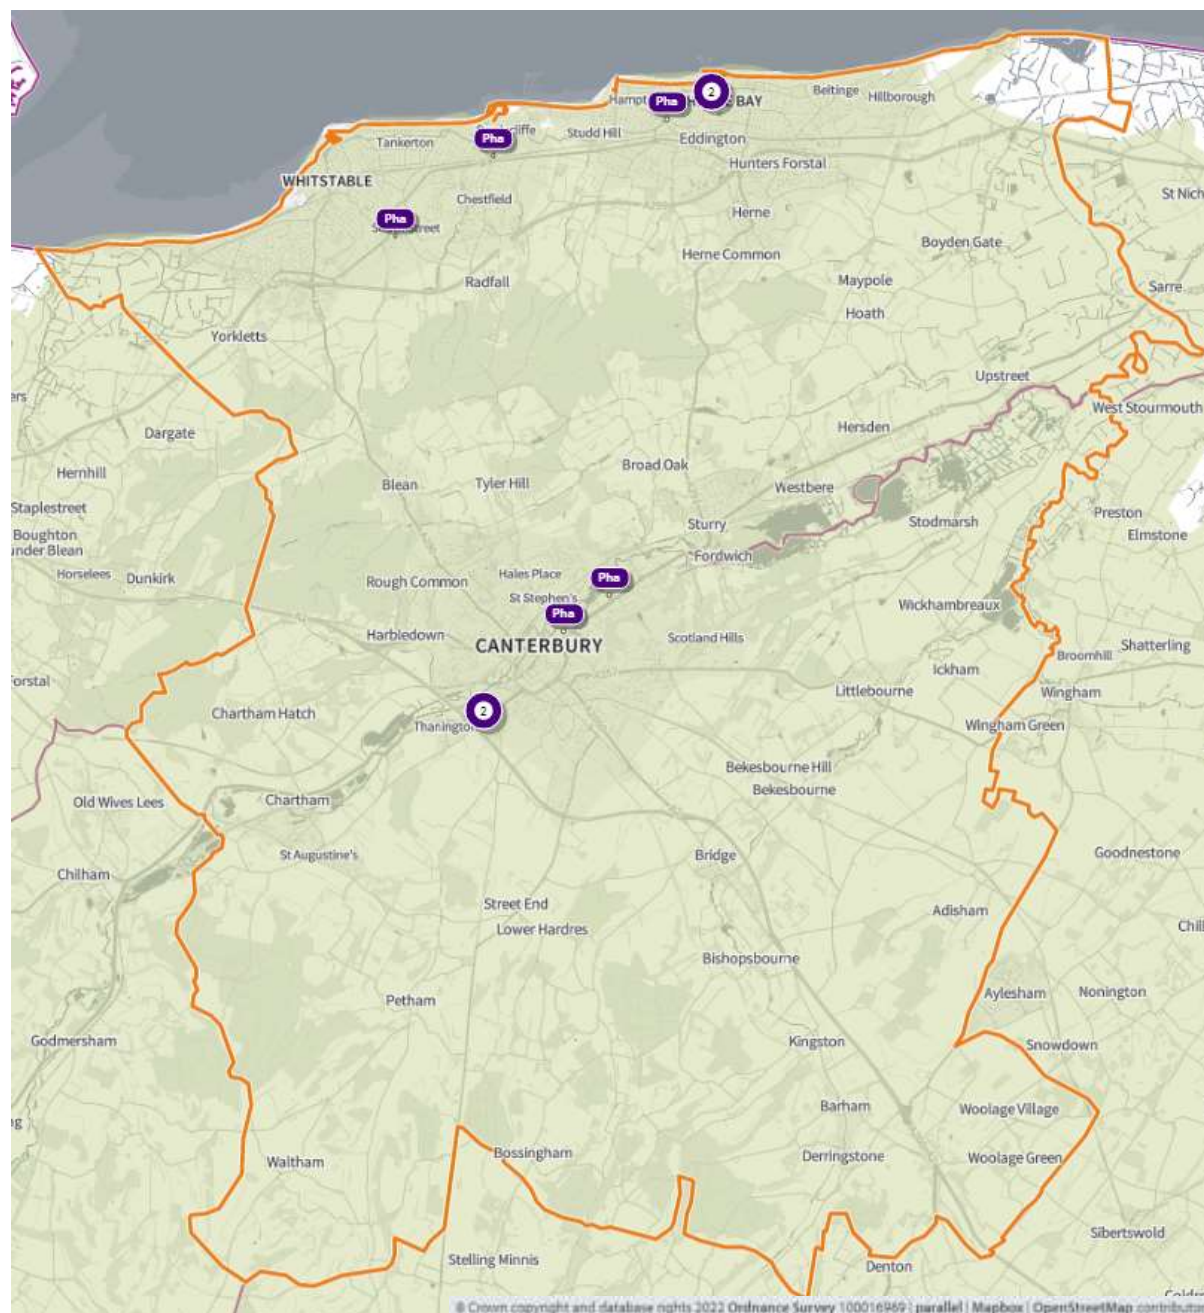 Hampt
Pha
2
BAY
Beltinge
Hillborough
Pha
Studd Hill
Eddington
Tankerton
Hunters Forstal
WHITSTABLE
Chestfield
St Nich
Pha
Herne
Boyden Gate
Herne Common
Radfall
Maypole
Sarre
Hoath
Yorkletts
Upstreet
ers
West Stourmouth
Dargate
Hersden
Hernhill
Broad Oak
Blean
Tyler Hill
Westbere
Staplestreet
Preston
Sturry
Stodmarsh
Boughton
under Blean
Elmstone
Fordwich
Horselees
Dunkirk
Rough Common
Hales Place
Pha
St Stephen's
Wickhambreaux
Pha
Harbledown
Scotland Hills
CANTERBURY
Shatterling
Broomhill
Ickham
Forstal
Littlebourne
Wingham
Chartham Hatch
2
Thanington
Wingham Green
Bekesbourne Hill
Bekesbourne
Old Wives Lees
Chartham
St Augustine's
Bridge
Goodnestone
Chilham
Street End
Lower Hardres
Adisham
Chil
Bishopsbourne
Petham
Aylesham
Nonington
Godmersham
Kingston
Snowdown
Barham
Woolage Village
Waltham
Bossingham
Derringstone
Woolage Green
Sibertswold
Stelling Minnis
Denton
© Crown copyright and database rights 2022 Ordnance Survey 100016969 | parallel | Mapbox | OpenStreetMap contributo